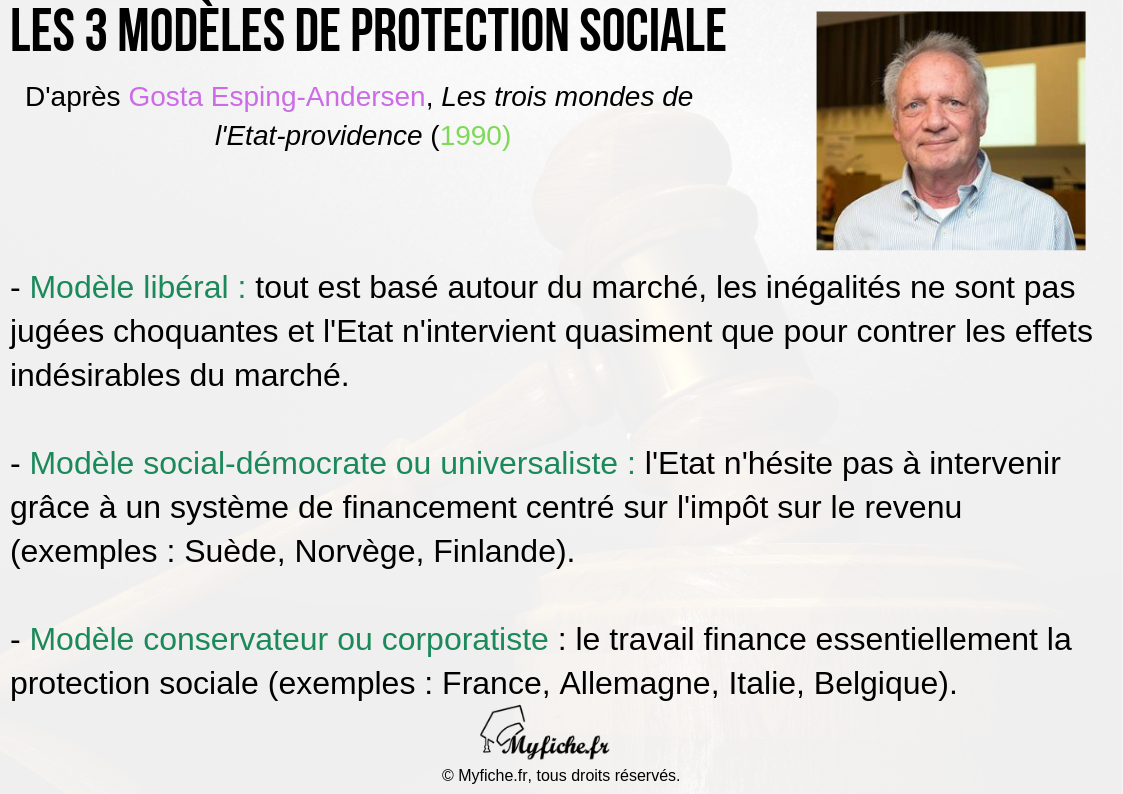 LES 3 MODÈLES DE PROTECTION SOCIALE
D'après Gosta Esping-Andersen, Les trois mondes de
l'Etat-providence (1990)
- Modèle libéral : tout est basé autour du marché, les inégalités ne sont pas
jugées choquantes et l'Etat n'intervient quasiment que pour contrer les effets
indésirables du marché.
- Modèle social-démocrate ou universaliste : l'Etat n'hésite pas à intervenir
grâce à un système de financement centré sur l'impôt sur le revenu
(exemples : Suède, Norvège, Finlande).
- Modèle conservateur ou corporatiste : le travail finance essentiellement la
protection sociale (exemples : France, Allemagne, Italie, Belgique).
Myfiche.fr
© Myfiche.fr, tous droits réservés.